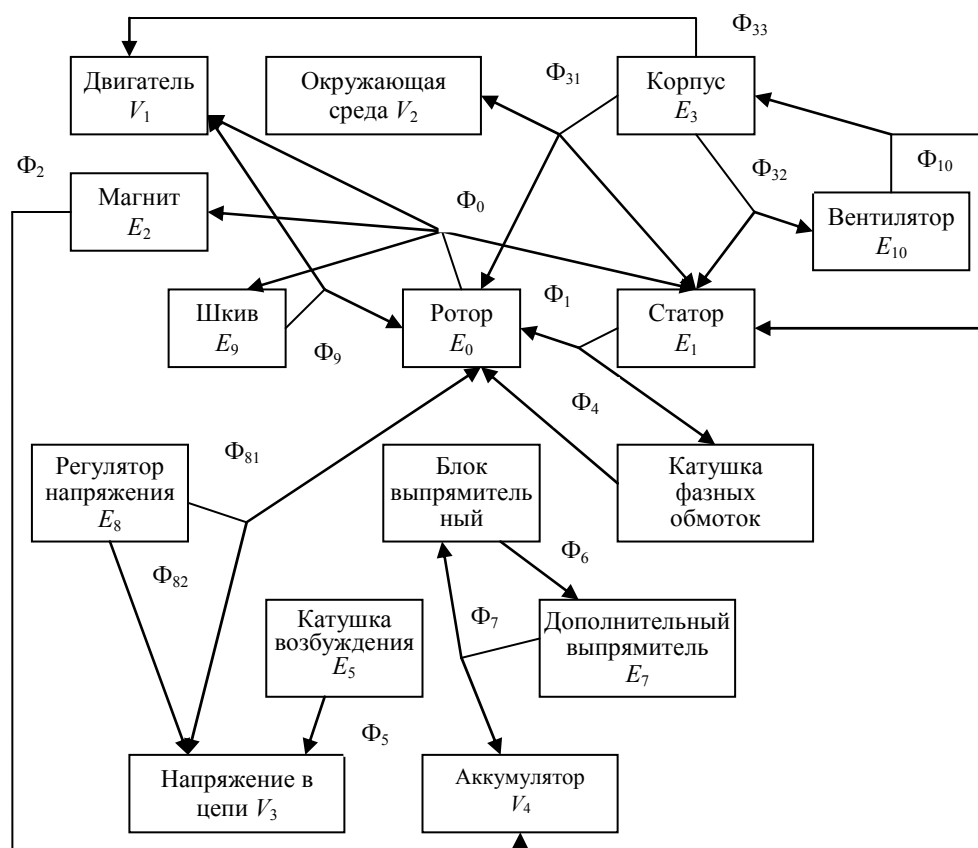 Φ33
Двигатель
V1
Окружающая
среда V2
Φ31
Корпус
E3
Φ2
Магнит
E2
Φ0
Φ32
Φ10
Вентилятор
E10
Шкив
E9
Φ9
Ротор
E0
Φ1
Статор
E1
Φ4
Φ81
Регулятор
напряжения
E8
Блок
выпрямитель
ный
Катушка
фазных
обмоток
Φ82
Φ6
Катушка
возбуждения
E5
Φ7
Дополнительный
выпрямитель
E7
Φ5
Напряжение в
цепи V3
Аккумулятор
V4